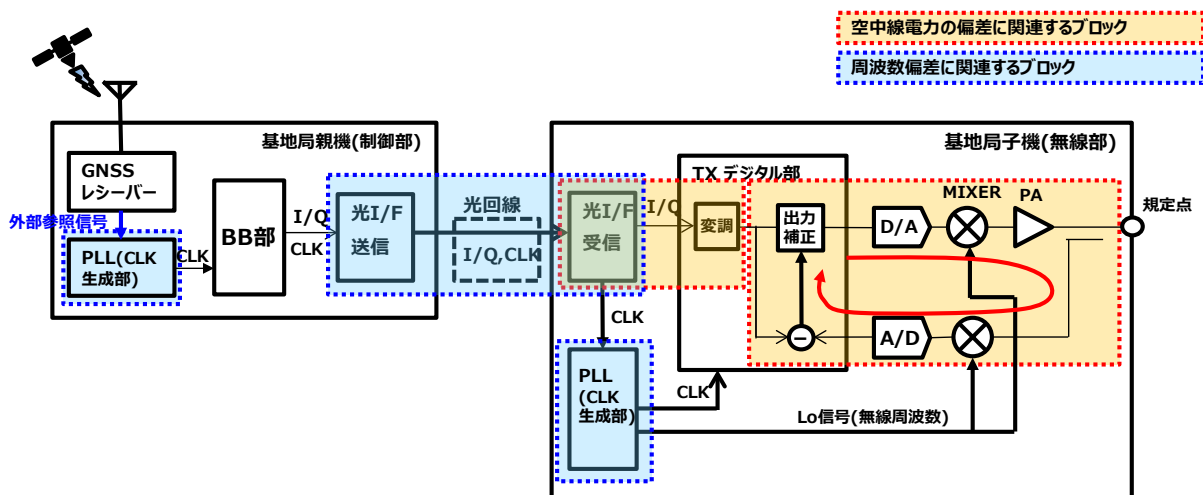 空中線電力の偏差に関連するブロック
周波数偏差に関連するブロック
基地局親機(制御部)
基地局子機(無線部)
GNSS
レシーバー
外部参照信号
PLL(CLK
生成部)
CLK
BB部
I/Q
CLK
光I/F
送信
光回線
I/Q,CLK
光I/F
受信
I/Q
TX デジタル部
変調
出力
補正
D/A
MIXER
PA
規定点
A/D
−
CLK
PLL
(CLK
生成部)
CLK
Lo信号(無線周波数)